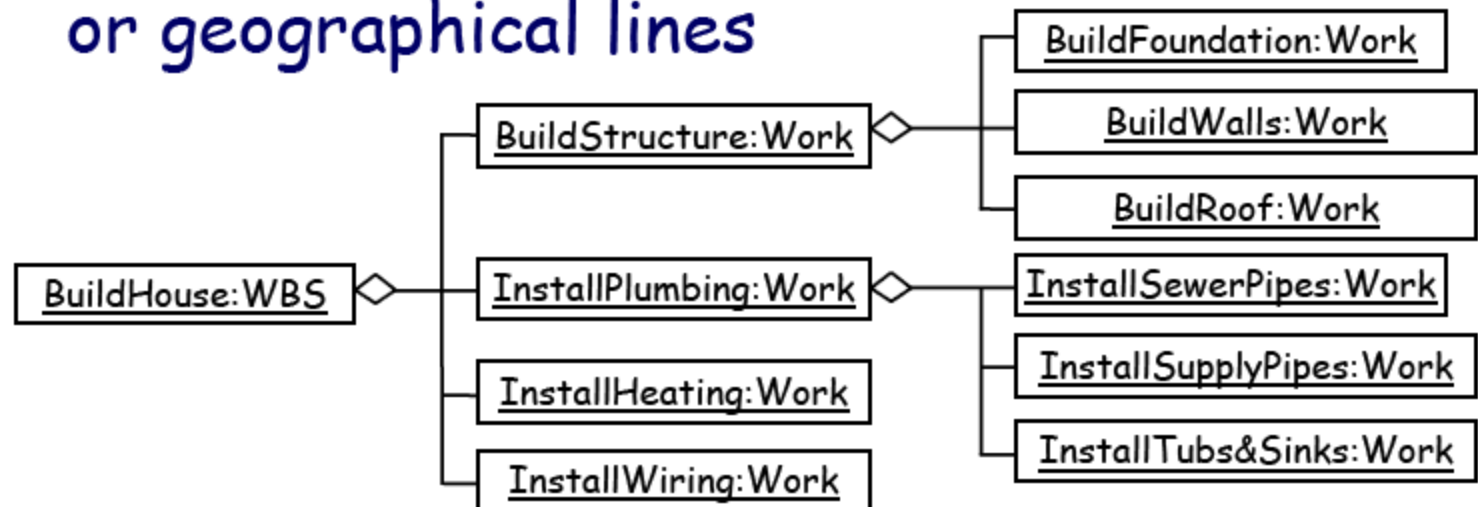 or geographical lines
BuildFoundation:Work
BuildStructure:Work
BuildWalls:Work
BuildRoof:Work
BuildHouse:WBS
InstallPlumbing:Work
InstallSewerPipes:Work
InstallSupplyPipes:Work
InstallHeating:Work
InstallTubs&Sinks:Work
InstallWiring:Work